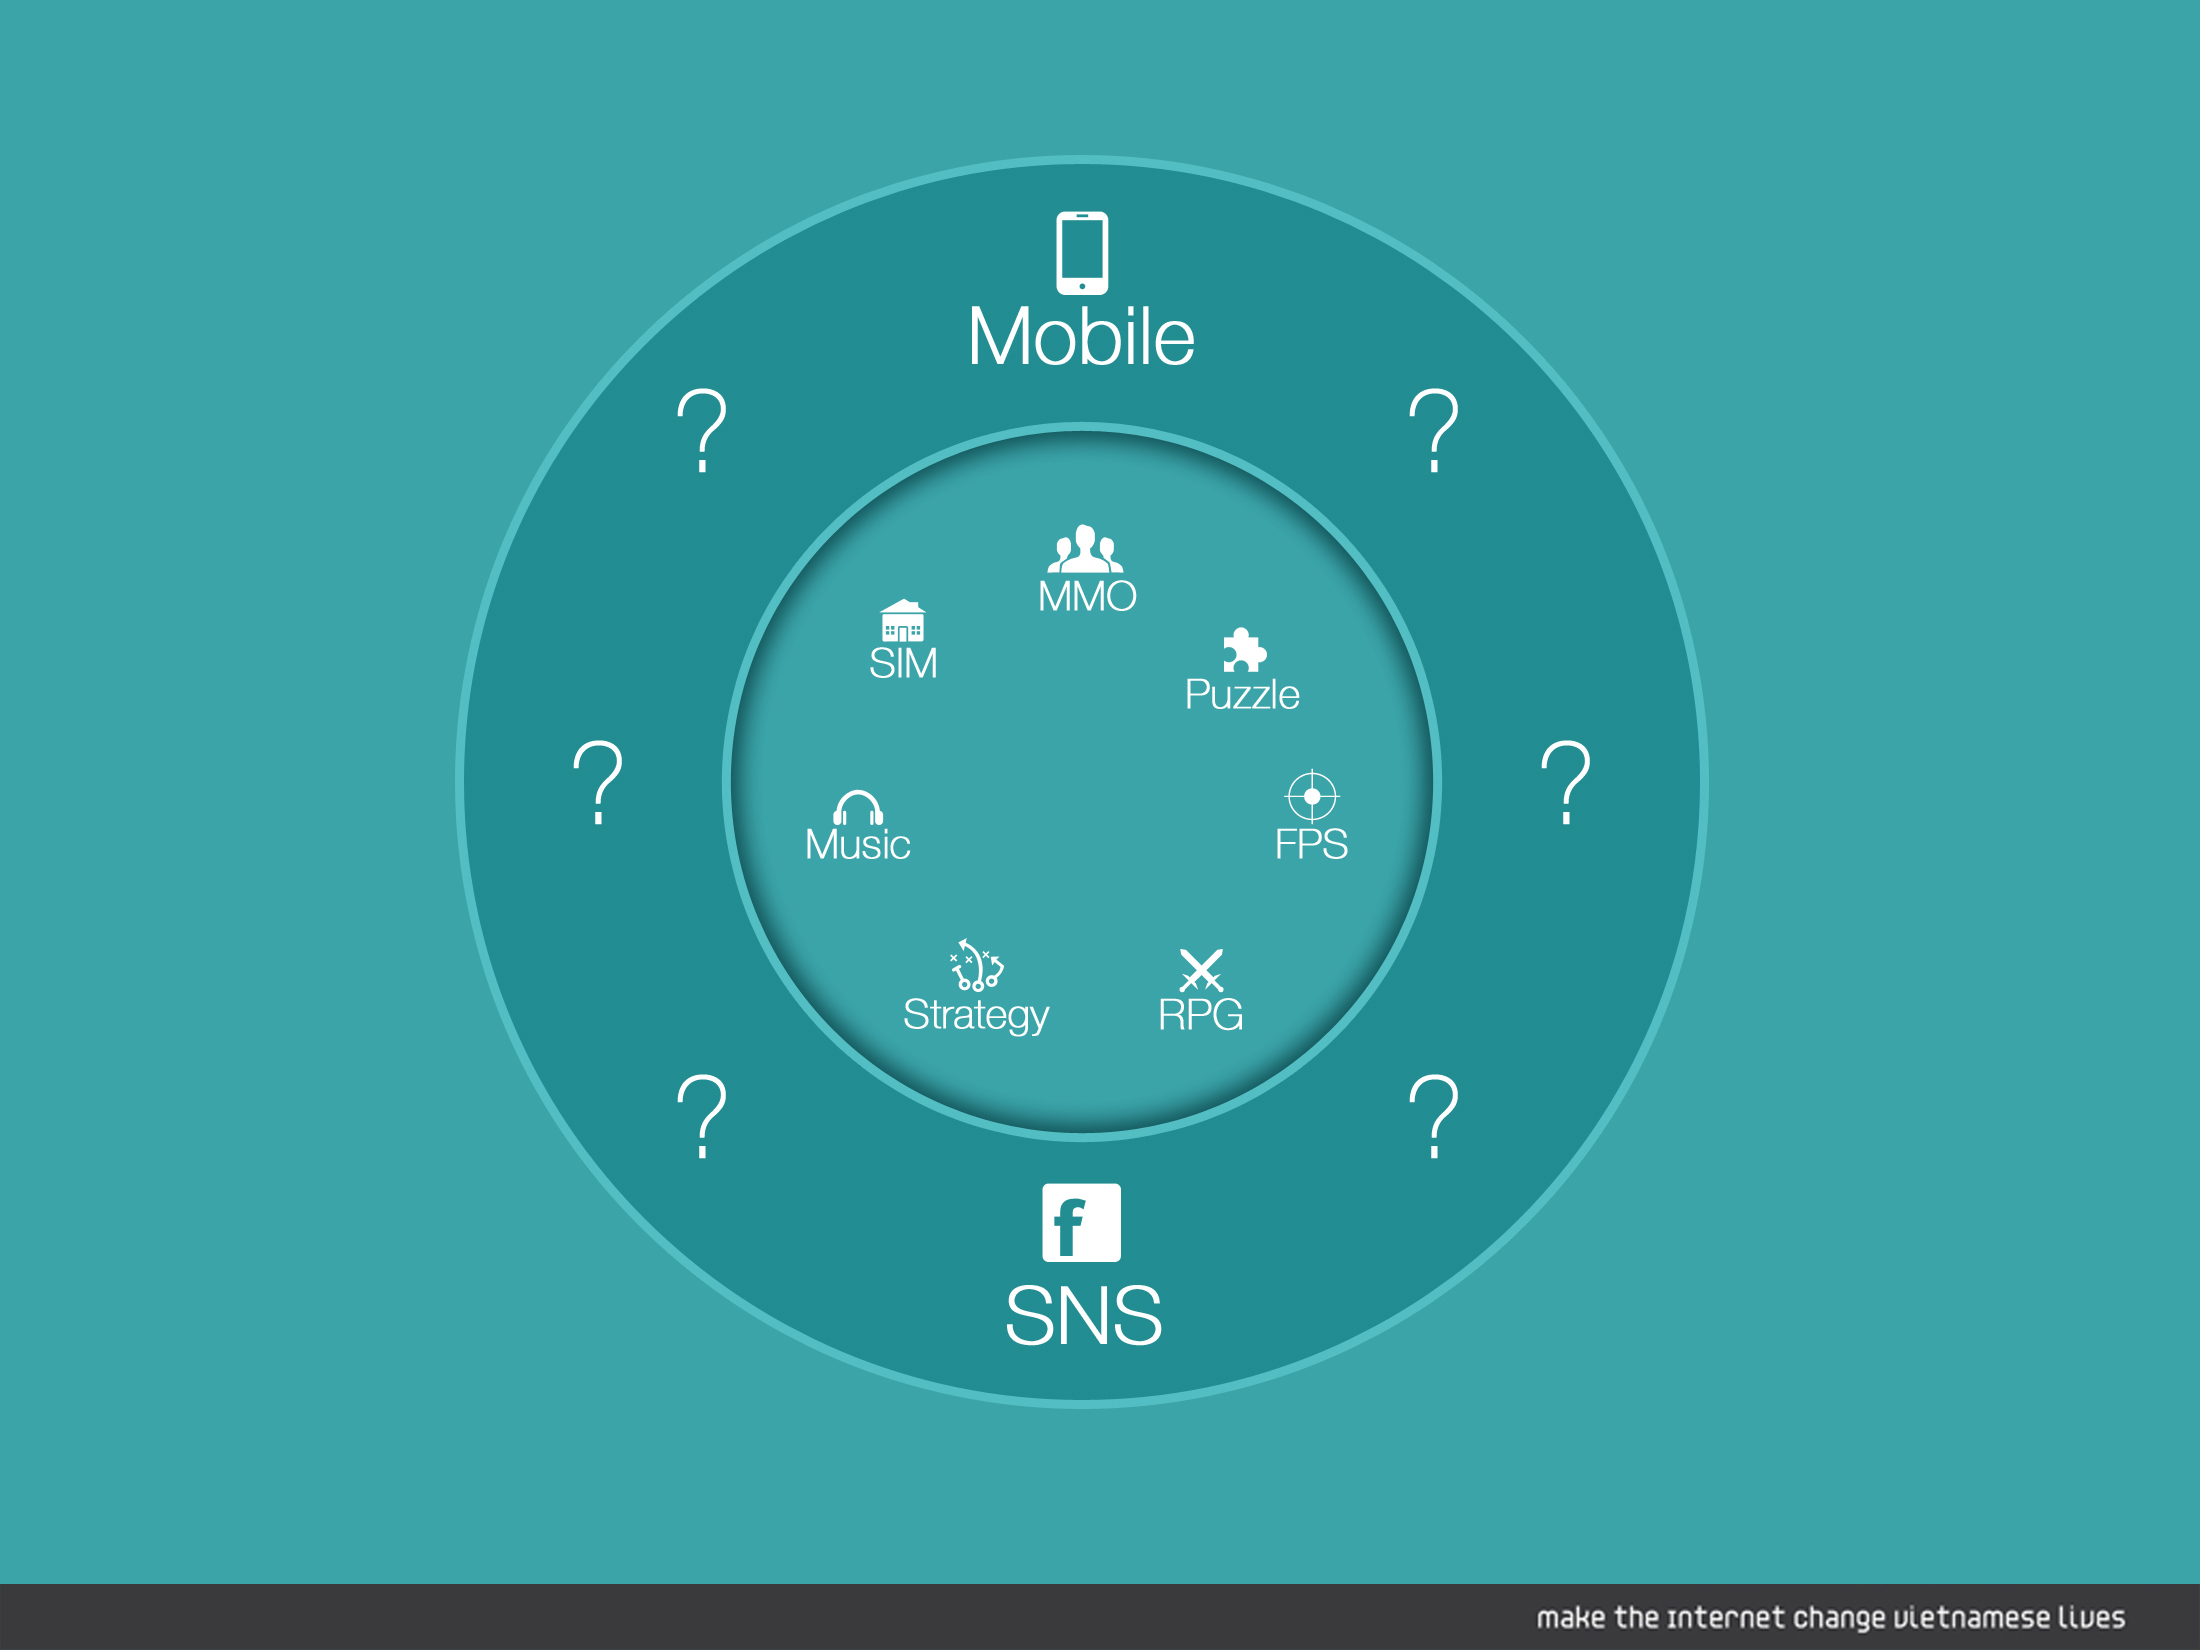 Mobile
? ?
MMO
SIM
Puzzle
? ?
Music FPS
Strategy RPG
? ?
f
SNS
make the Internet change vietnamese lives